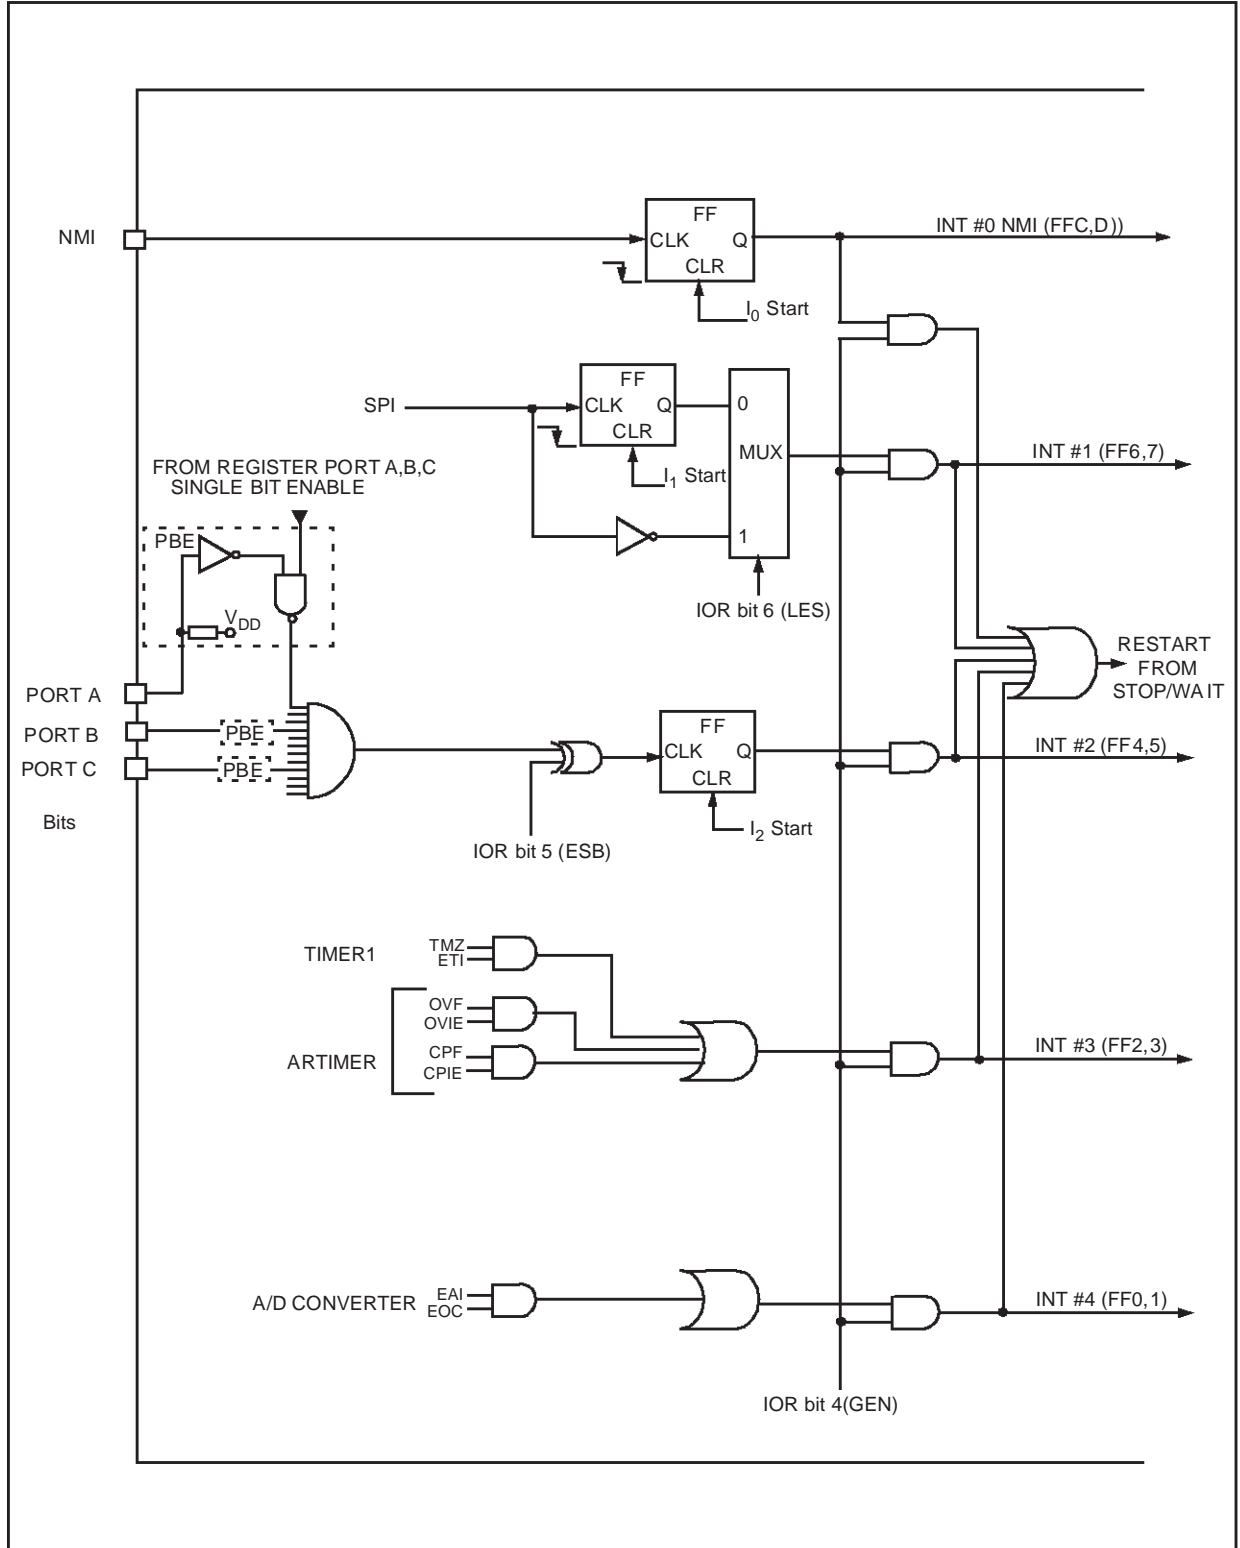 FF
NMI
CLK
Q
CLR
INT #0 NMI (FFC,D))
I0 Start
FF
SPI
CLK
Q
CLR
0
MUX
1
I1 Start
INT #1 (FF6,7)
FROM REGISTER PORT A,B,C
SINGLE BIT ENABLE
PBE
VDD
IOR bit 6 (LES)
RESTART
FROM
STOP/WAIT
PORT A
PORT B
PBE
PORT C
PBE
Bits
FF
CLK
Q
CLR
INT #2 (FF4,5)
I2 Start
IOR bit 5 (ESB)
TIMER1
TMZ
ETI
ARTIMER
OVF
OVIE
CPF
CPIE
INT #3 (FF2,3)
A/D CONVERTER
EAI
EOC
INT #4 (FF0,1)
IOR bit 4(GEN)